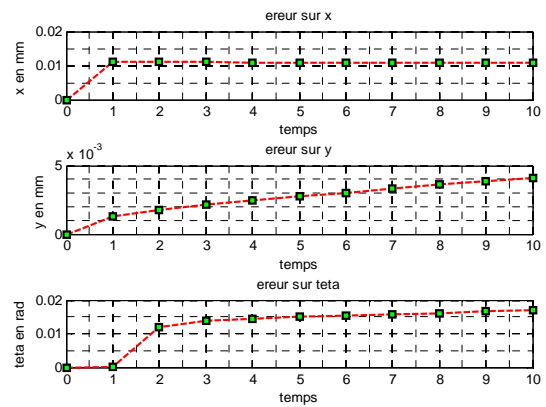 ereur sur x
0.02
0.01
0
x en mm
0 1 2 3 4 5 6 7 8 9 10
temps
ereur sur y
x 10-3
5
0
y en mm
0 1 2 3 4 5 6 7 8 9 10
temps
ereur sur teta
0.02
0.01
0
teta en rad
0 1 2 3 4 5 6 7 8 9 10
temps